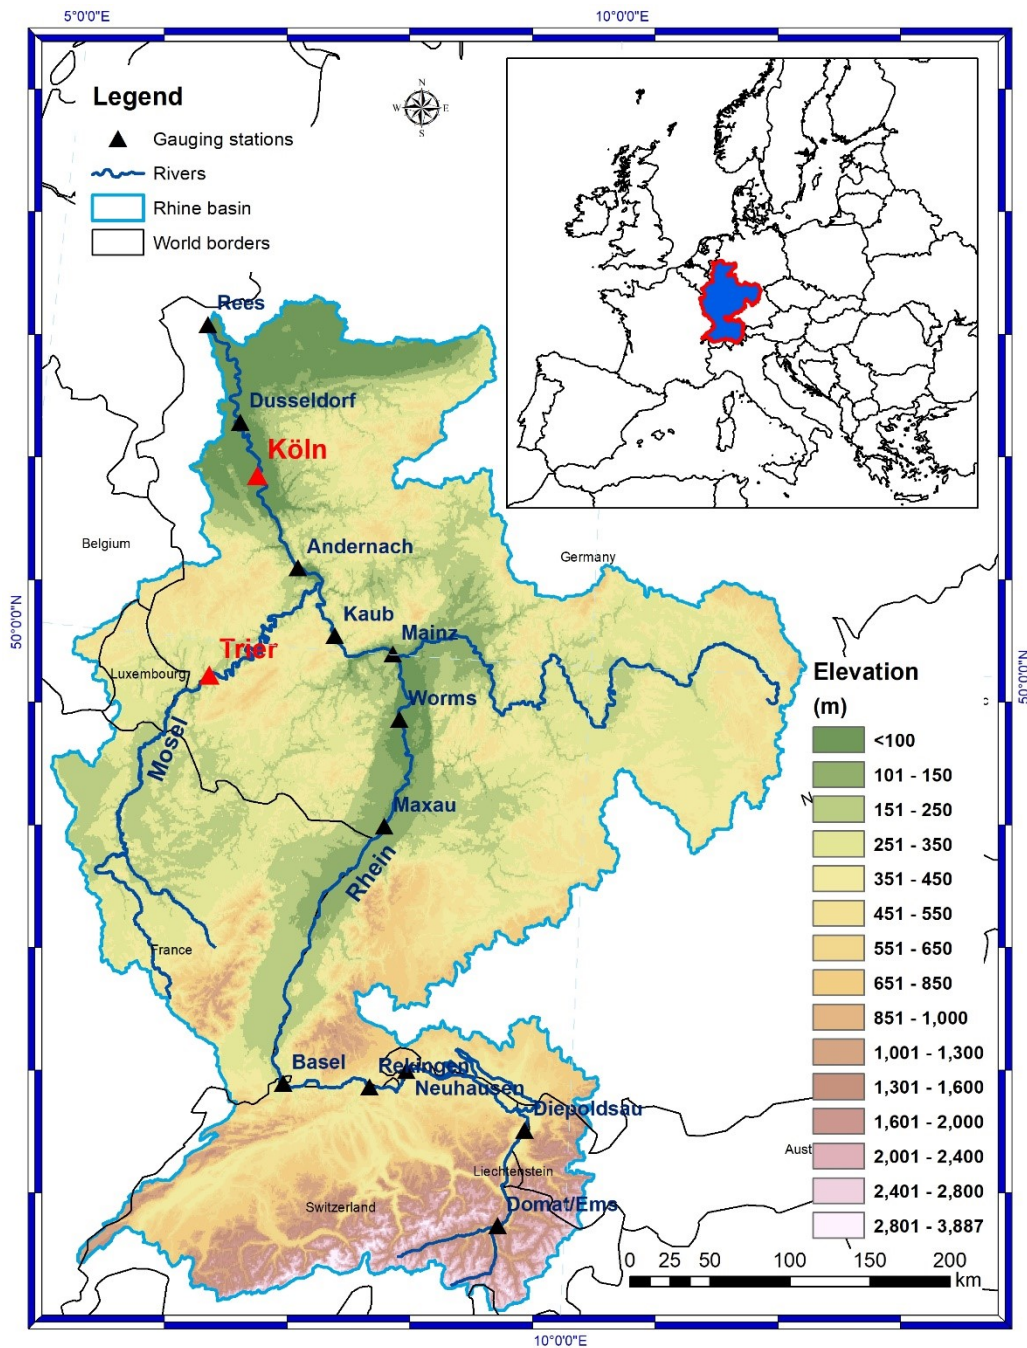 5°0'0"E
10°0'0"E
Legend
N
W
E
S
Gauging stations
Rivers
Rhine basin
World borders
Rees
Dusseldorf
Köln
Belgium
Andernach
Germany
50°0'0"N
Kaub
Mainz
Trier
Luxembourg
50°0'0"N
Worms
Mosel
Maxau
Rhein
France
Elevation
(m)
<100
101 - 150
151 - 250
251 - 350
351 - 450
451 - 550
551 - 650
651 - 850
851 - 1,000
1,001 - 1,300
1,301 - 1,600
1,601 - 2,000
2,001 - 2,400
2,401 - 2,800
2,801 - 3,887
Basel
Rekingen
Neuhausen
Diepoldsau
Aust
Liechtenstein
Switzerland
Domat/Ems
0 25 50 100 150 200
km
10°0'0"E